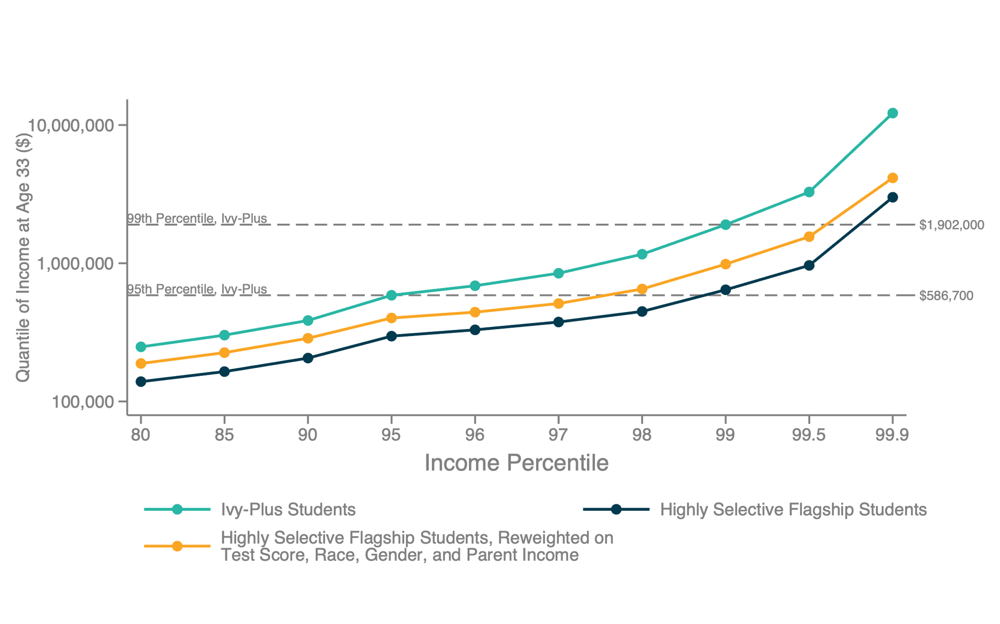 Quantile of Income at Age 33 ($)
10,000,000
1,000,000
100,000
99th Percentile, Ivy-Plus
$1,902,000
95th Percentile, Ivy-Plus
$586,700
80 85 90 95 96 97 98 99 99.5 99.9
Income Percentile
Ivy-Plus Students
Highly Selective Flagship Students
Highly Selective Flagship Students, Reweighted on
Test Score, Race, Gender, and Parent Income